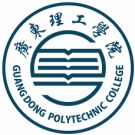 廣東理工學院
GUANGDONG POLYTECHNIC COLLEGE